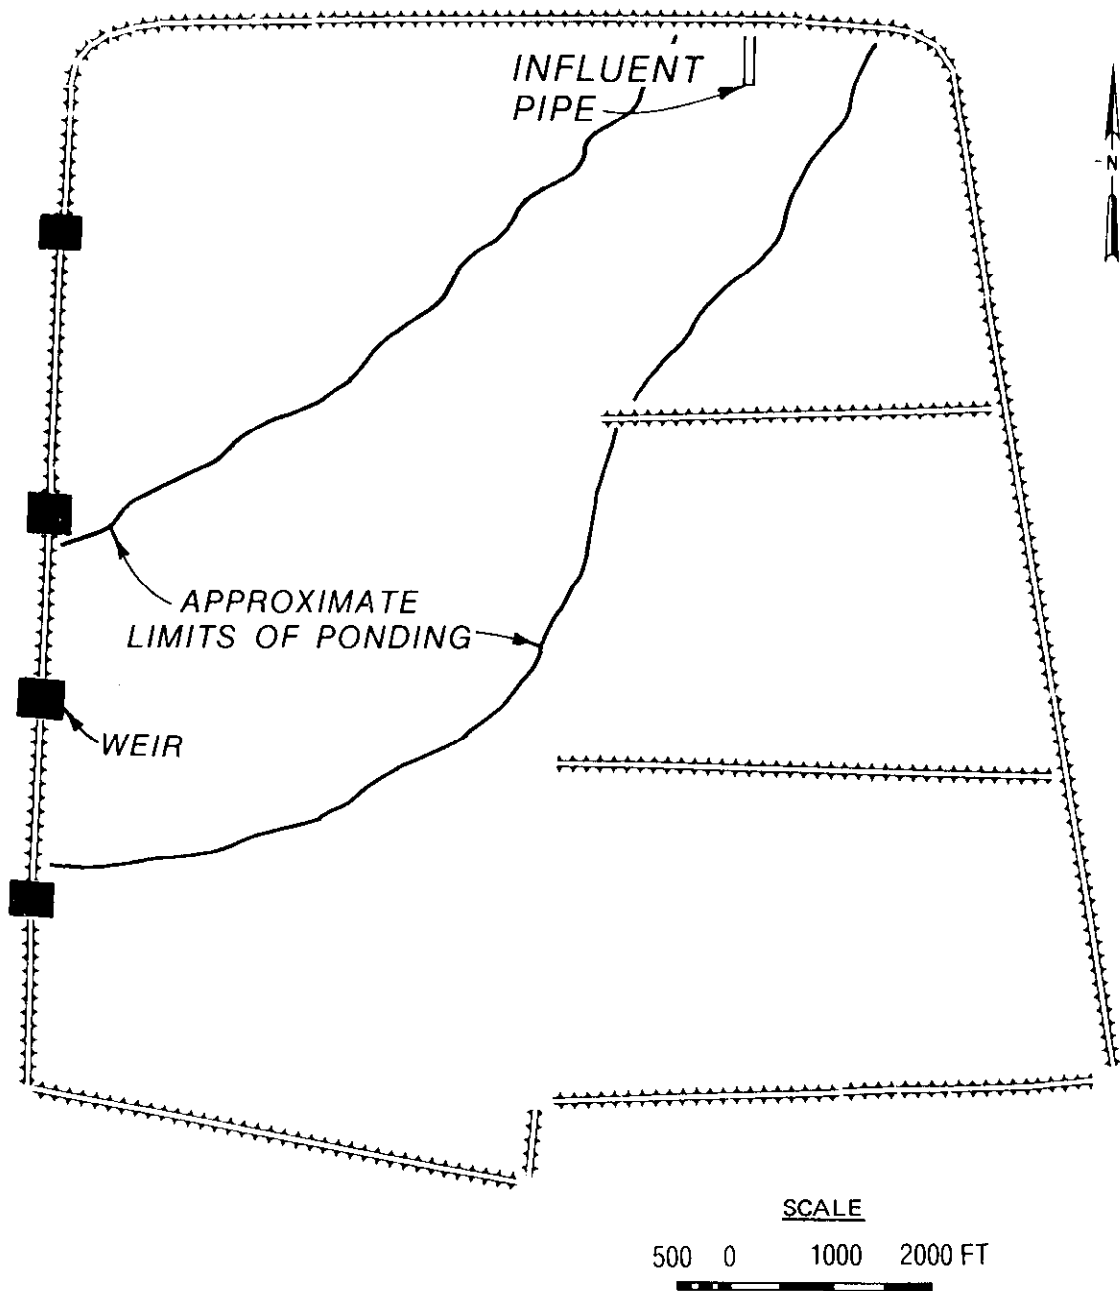 INFLUENT
PIPE
N
APPROXIMATE
LIMITS OF PONDING
WEIR
SCALE
500 0 1000 2000 FT